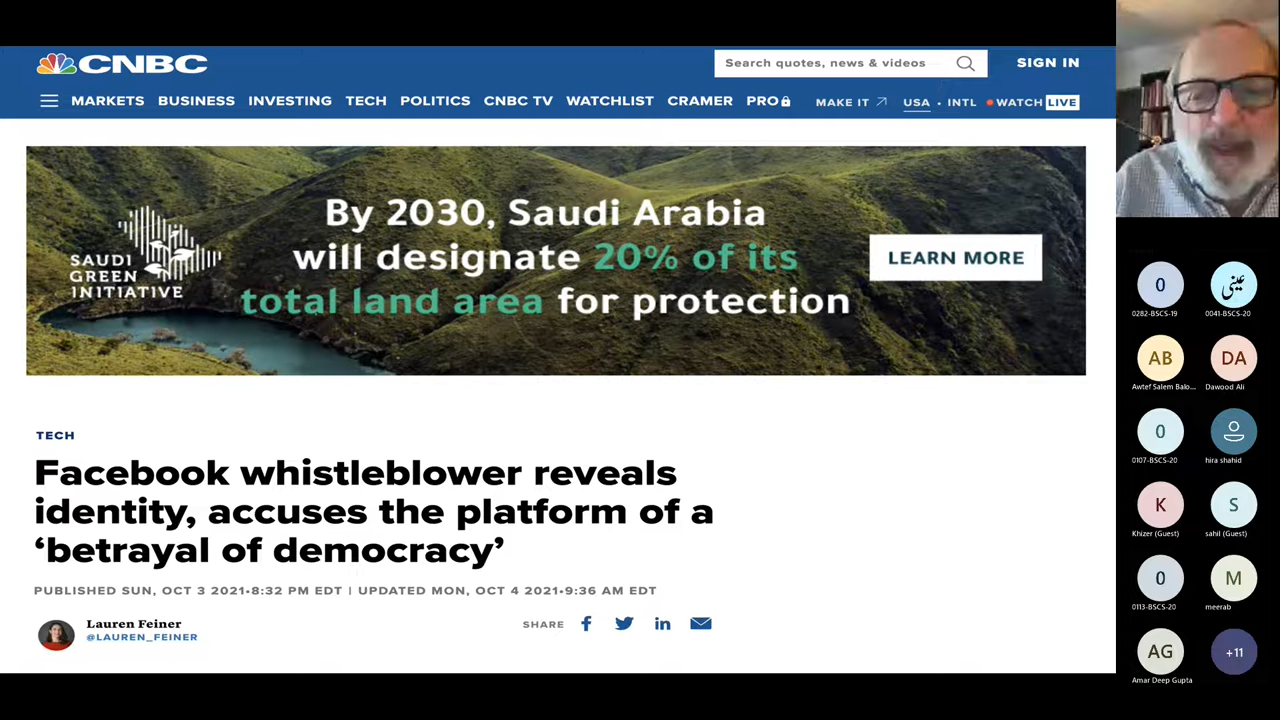 CNBC
Search quotes, news & videos
SIGN IN
MARKETS BUSINESS INVESTING TECH POLITICS CNBC TV WATCHLIST CRAMER PRO MAKE IT USA • INTL WATCH LIVE
SAUDI
GREEN
INITIATIVE
By 2030, Saudi Arabia
will designate 20% of its
total land area for protection
LEARN MORE
TECH
Facebook whistleblower reveals
identity, accuses the platform of a
‘betrayal of democracy’
PUBLISHED SUN, OCT 3 2021•8:32 PM EDT | UPDATED MON, OCT 4 2021•9:36 AM EDT
Lauren Feiner
@LAUREN_FEINER
SHARE
0 عینی
0282-BSCS-19 0041-BSCS-20
AB DA
Awtef Salem Balo... Dawood Ali
0
0107-BSCS-20 hira shahid
K S
Khizer (Guest) sahil (Guest)
0 M
0113-BSCS-20 meerab
AG +11
Amar Deep Gupta